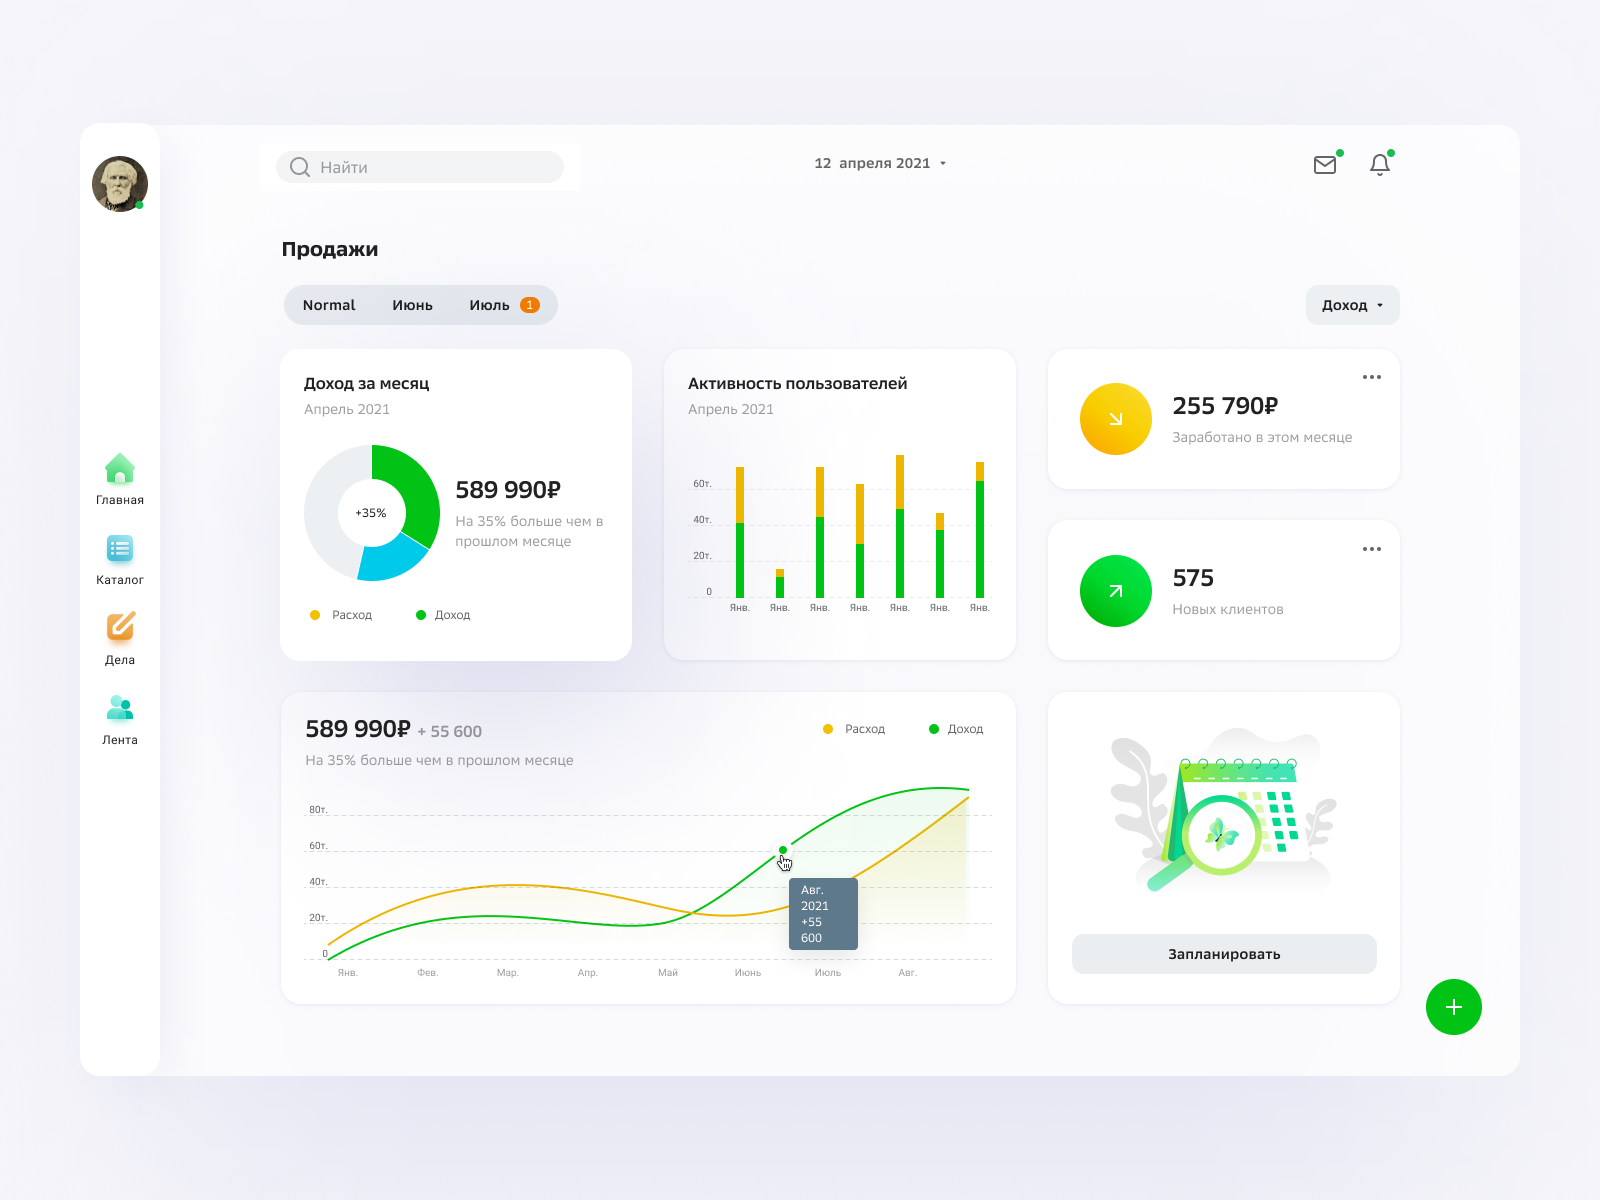 Найти
12 апреля 2021
Продажи
Normal Июнь Июль 1
Доход
Главная
Каталог
Дела
Лента
Доход за месяц
Апрель 2021
+35%
589 990₽
На 35% больше чем в
прошлом месяце
Расход Доход
Активность пользователей
Апрель 2021
60т.
40т.
20т.
0
Янв. Янв. Янв. Янв. Янв. Янв. Янв.
255 790₽
Заработано в этом месяце
575
Новых клиентов
589 990₽ + 55 600
На 35% больше чем в прошлом месяце
Расход Доход
80т.
60т.
40т.
20т.
0
Янв. Фев. Мар. Апр. Май Июнь Июль Авг.
Авг.
2021
+55
600
Запланировать